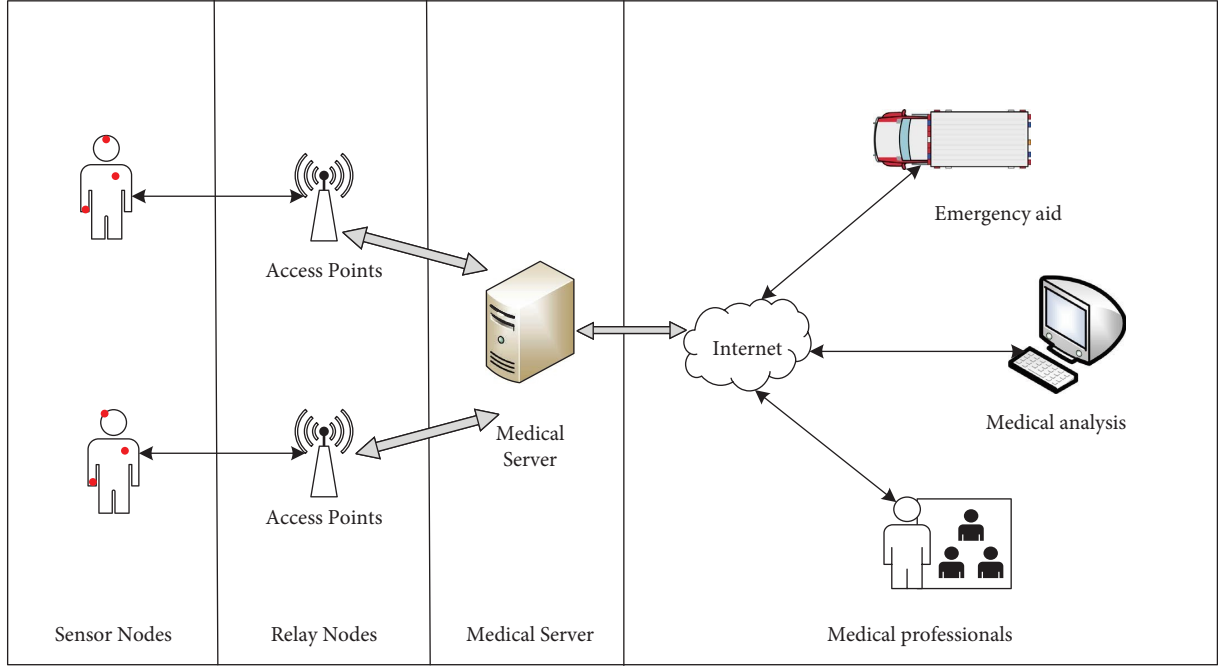 Emergency aid
Access Points
Internet
Medical analysis
Medical
Server
Access Points
Sensor Nodes
Relay Nodes
Medical Server
Medical professionals